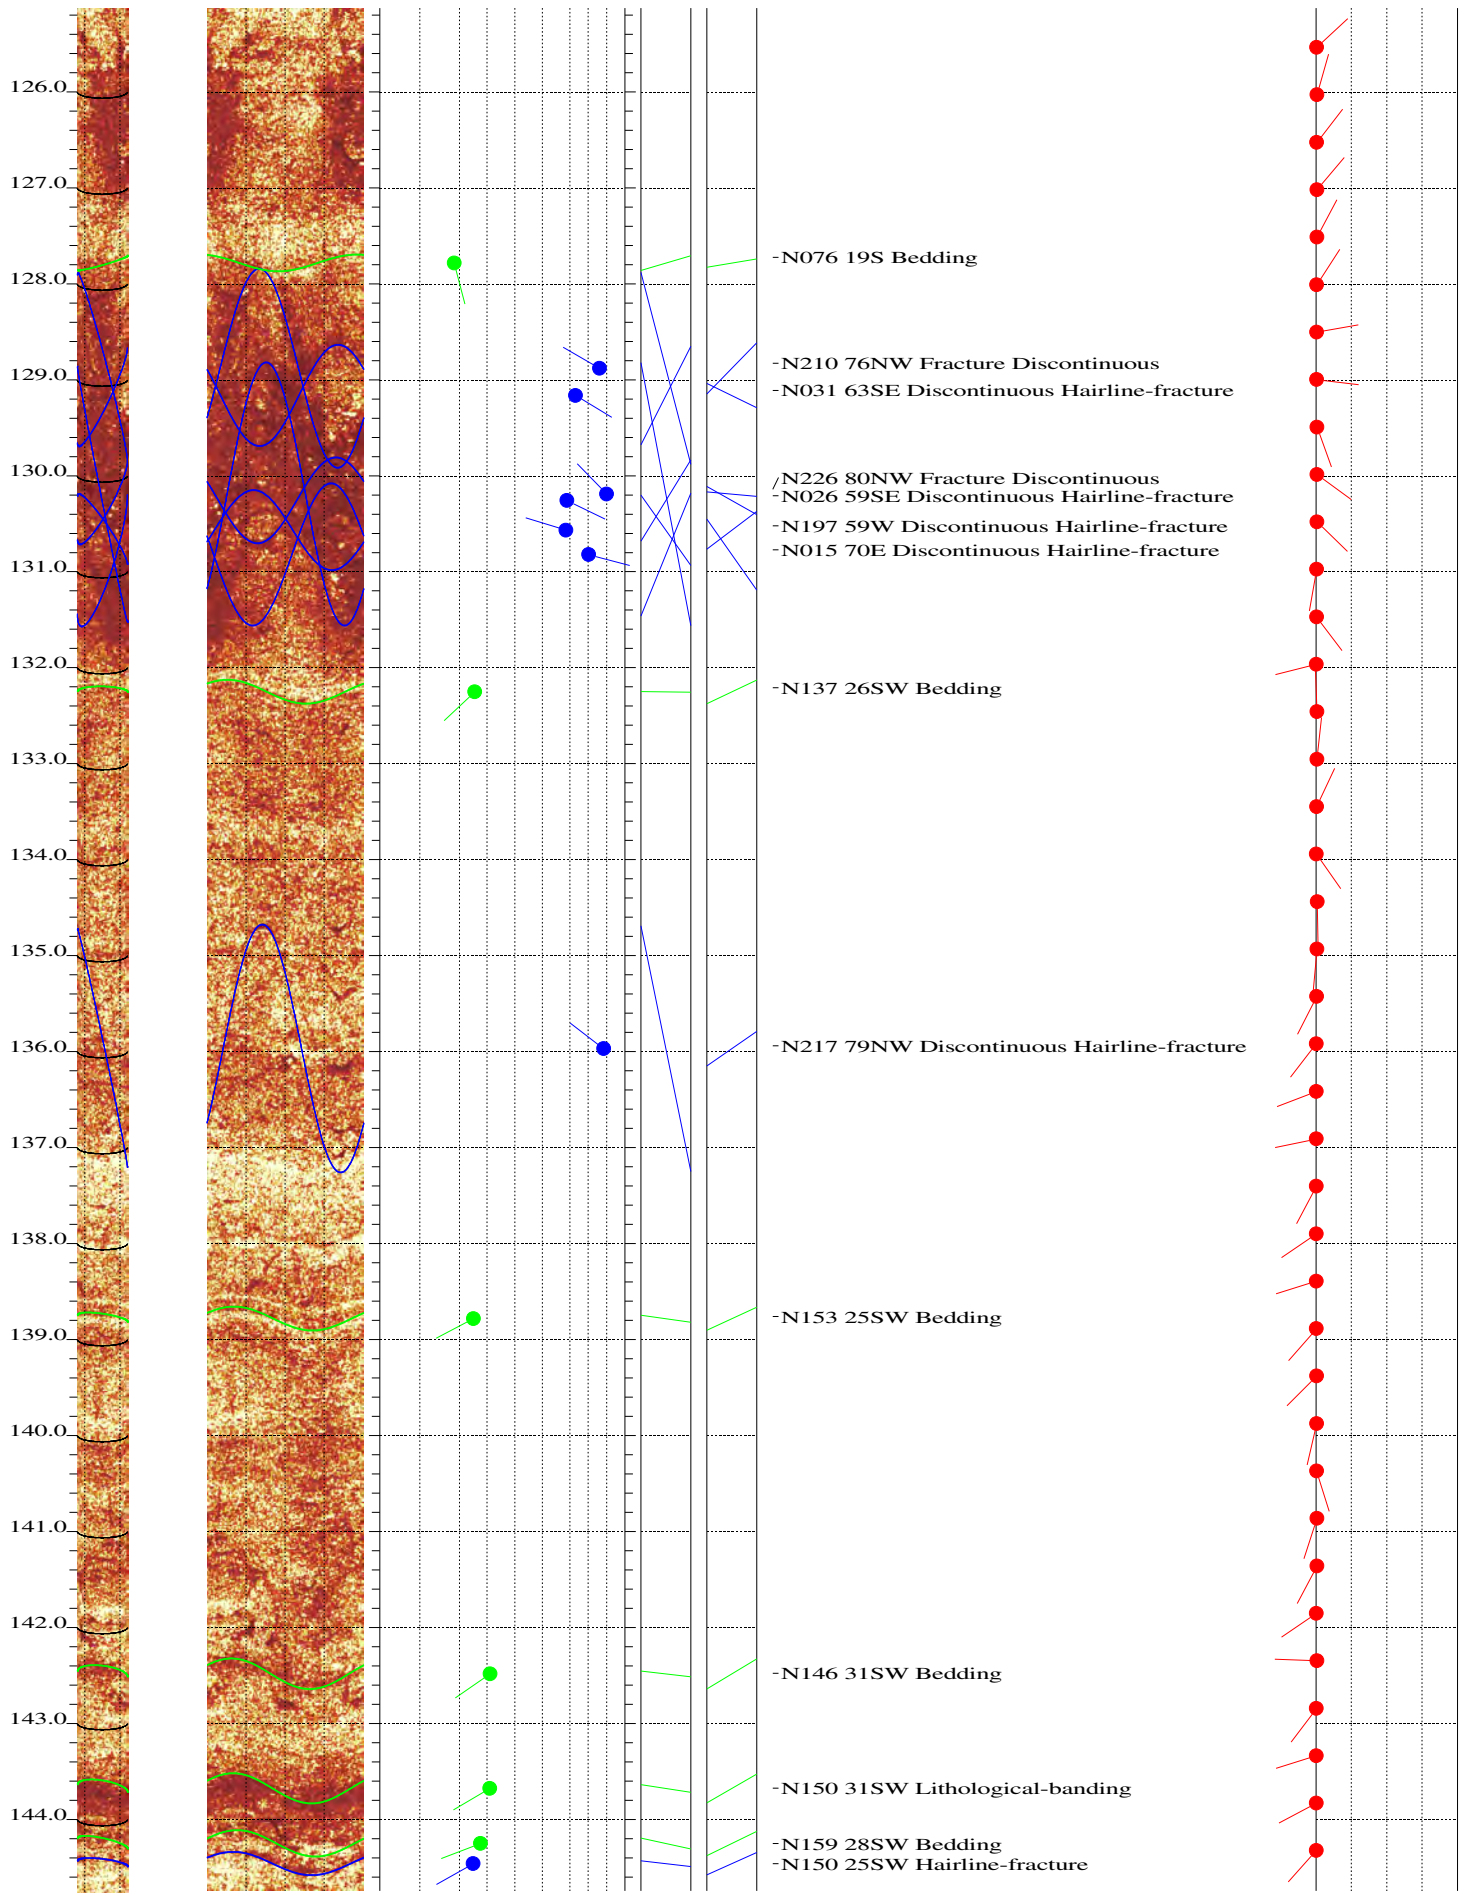 126.0
127.0
-N076 19S Bedding
128.0
-N210 76NW Fracture Discontinuous
129.0
-N031 63SE Discontinuous Hairline-fracture
130.0
N226 80NW Fracture Discontinuous
-N026 59SE Discontinuous Hairline-fracture
-N197 59W Discontinuous Hairline-fracture
-N015 70E Discontinuous Hairline-fracture
131.0
132.0
-N137 26SW Bedding
133.0
134.0
135.0
136.0
-N217 79NW Discontinuous Hairline-fracture
137.0
138.0
-N153 25SW Bedding
139.0
140.0
141.0
142.0
-N146 31SW Bedding
143.0
-N150 31SW Lithological-banding
144.0
-N159 28SW Bedding
-N150 25SW Hairline-fracture